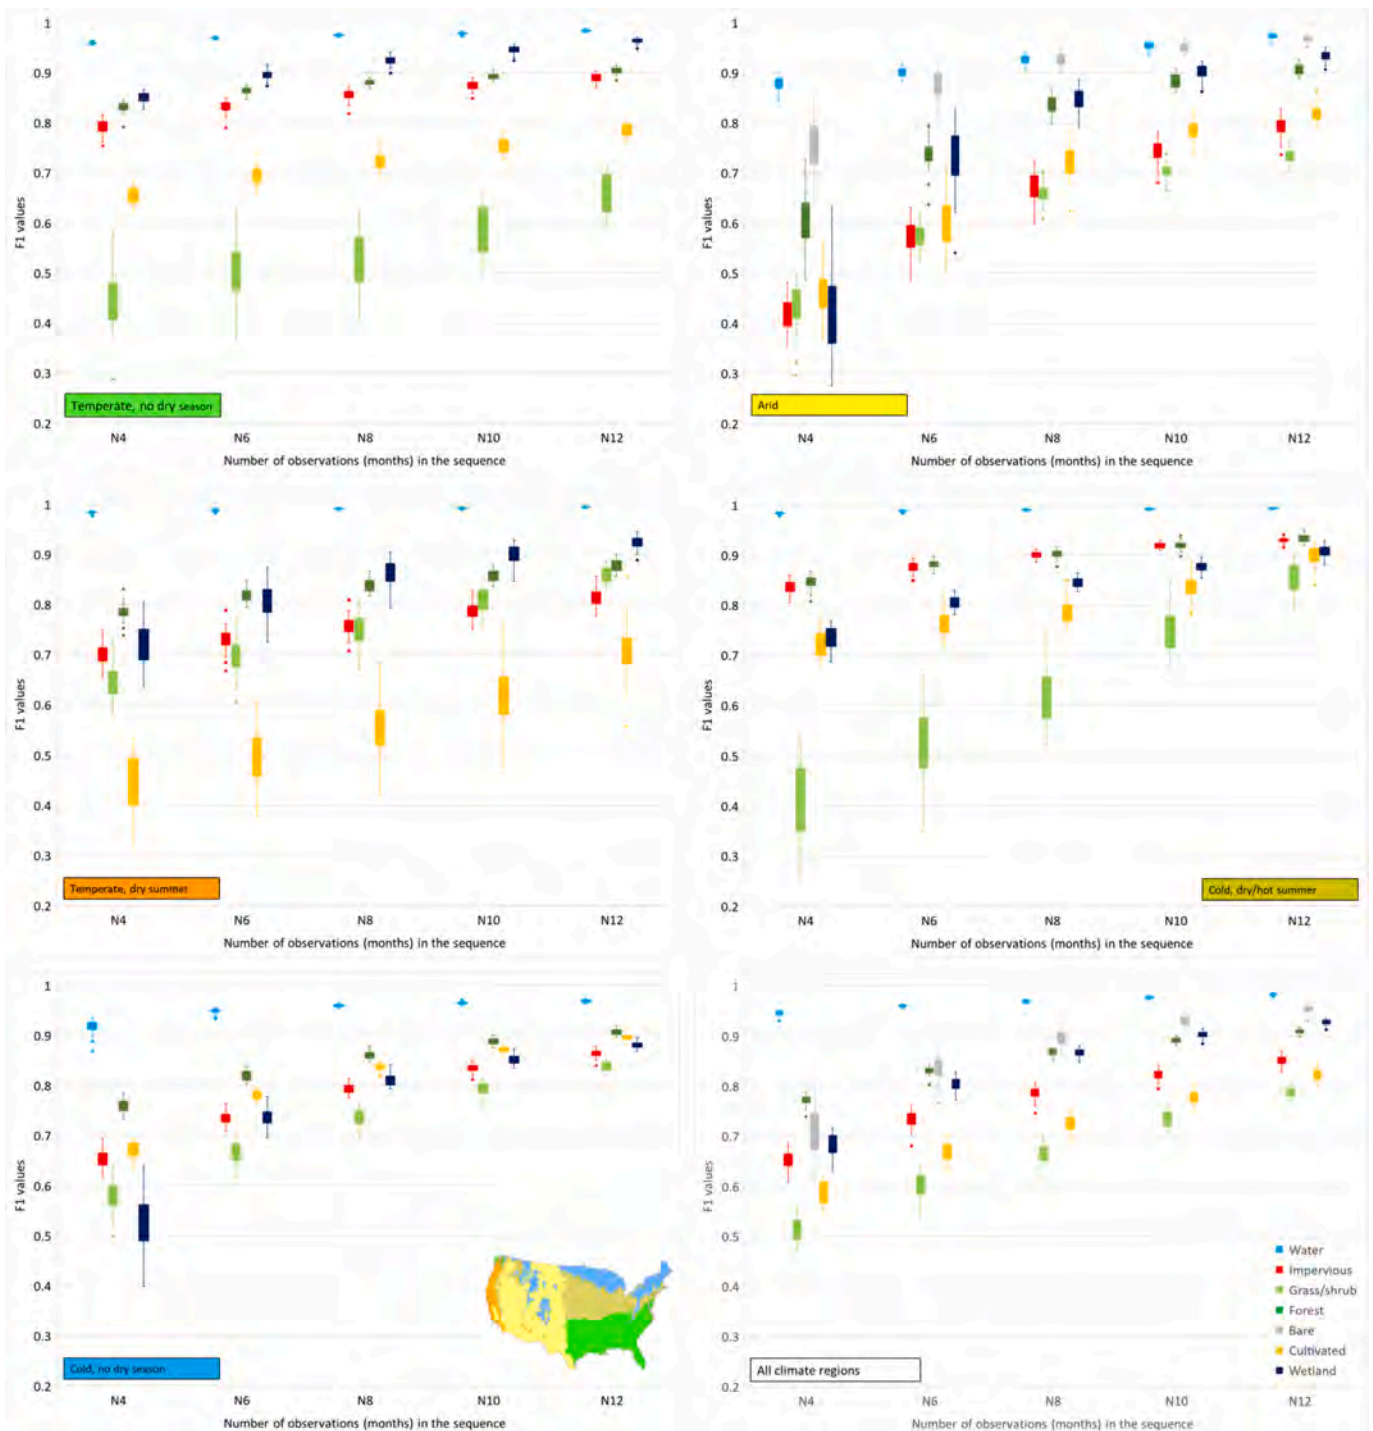 1
0.9
0.8
0.7
0.6
0.5
0.4
0.3
0.2
F1 values
Temperate, no dry season
N4 N6 N8 N10 N12
Number of observations (months) in the sequence
1
0.9
0.8
0.7
0.6
0.5
0.4
0.3
0.2
F1 values
Arid
N4 N6 N8 N10 N12
Number of observations (months) in the sequence
1
0.9
0.8
0.7
0.6
0.5
0.4
0.3
0.2
F1 values
Temperate, dry summer
N4 N6 N8 N10 N12
Number of observations (months) in the sequence
1
0.9
0.8
0.7
0.6
0.5
0.4
0.3
0.2
F1 values
Cold, dry/hot summer
N4 N6 N8 N10 N12
Number of observations (months) in the sequence
1
0.9
0.8
0.7
0.6
0.5
0.4
0.3
0.2
F1 values
Cold, no dry season
N4 N6 N8 N10 N12
Number of observations (months) in the sequence
1
0.9
0.8
0.7
0.6
0.5
0.4
0.3
0.2
F1 values
Water
Impervious
Grass/shrub
Forest
Bare
Cultivated
Wetland
All climate regions
N4 N6 N8 N10 N12
Number of observations (months) in the sequence